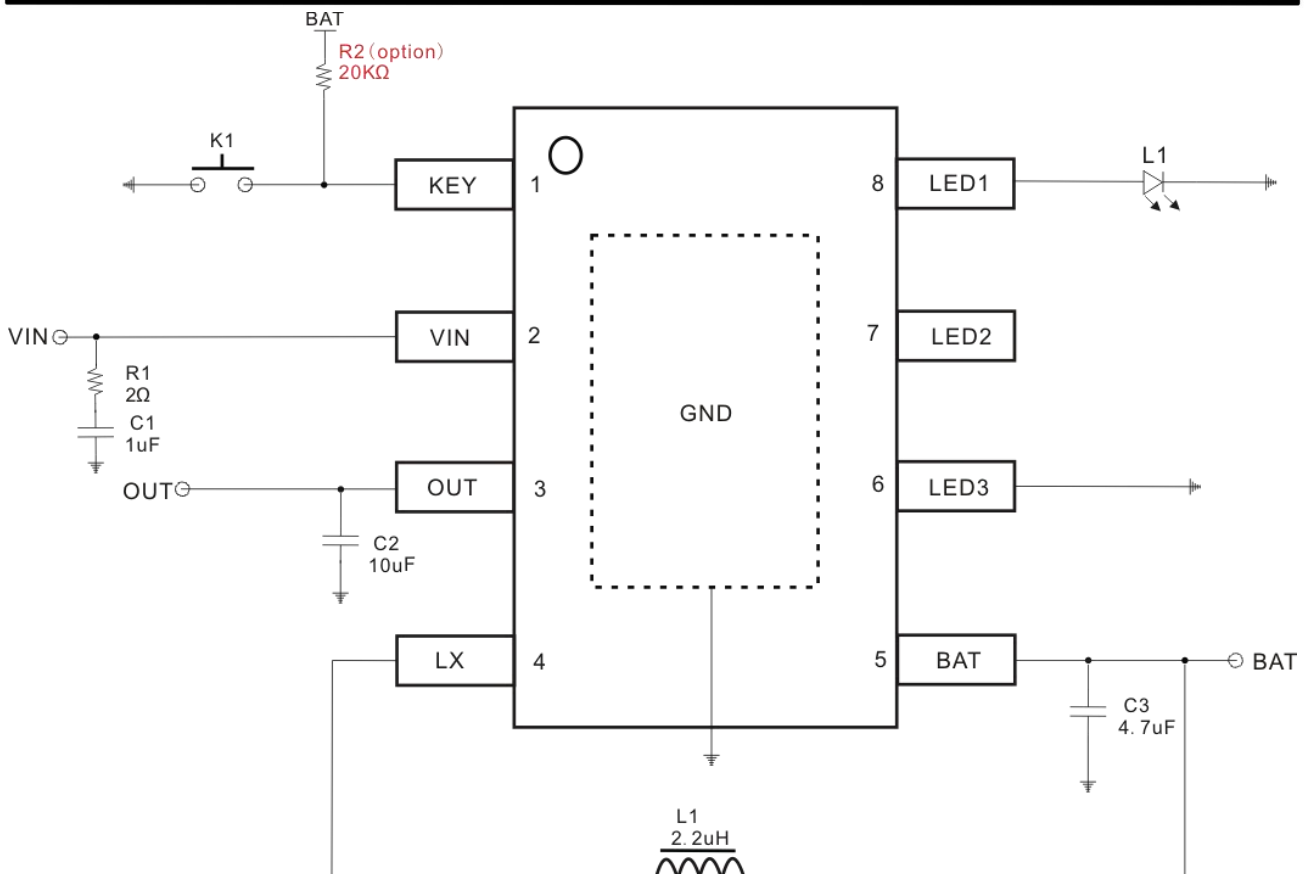 BAT
R2(option)
20KΩ
K1
KEY
1
8
LED1
L1
VIN
VIN
2
7
LED2
R1
2Ω
C1
1uF
GND
OUT
OUT
3
6
LED3
C2
10uF
LX
4
5
BAT
BAT
C3
4.7uF
L1
2.2uH